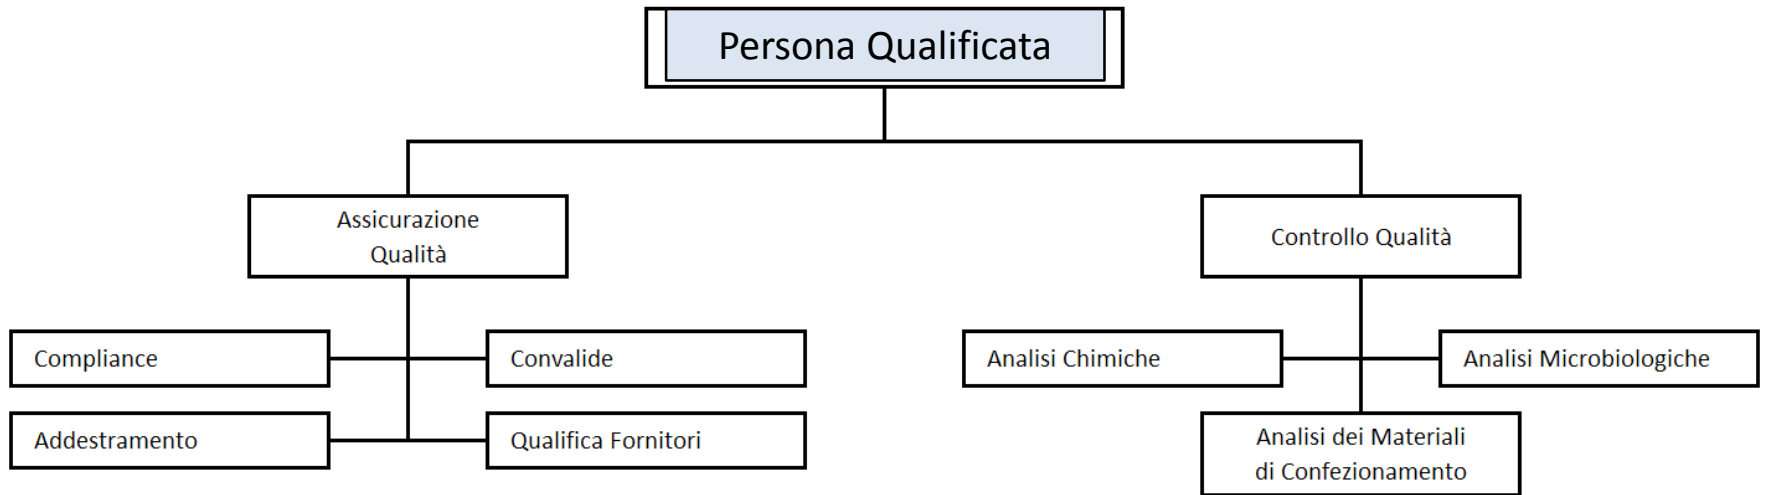 Persona Qualificata
Assicurazione
Qualità
Controllo Qualità
Compliance
Convalide
Analisi Chimiche
Analisi Microbiologiche
Addestramento
Qualifica Fornitori
Analisi dei Materiali
di Confezionamento